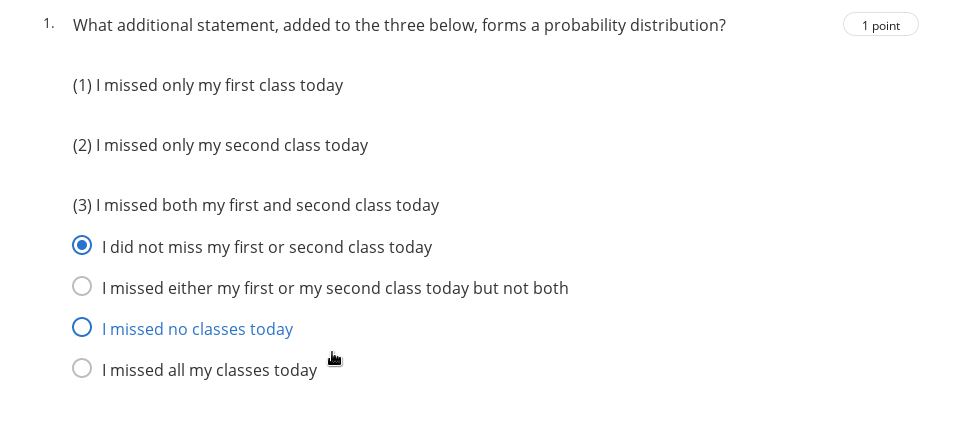 1. What additional statement, added to the three below, forms a probability distribution?
1 point
(1) I missed only my first class today
(2) I missed only my second class today
(3) I missed both my first and second class today
I did not miss my first or second class today
I missed either my first or my second class today but not both
I missed no classes today
I missed all my classes today